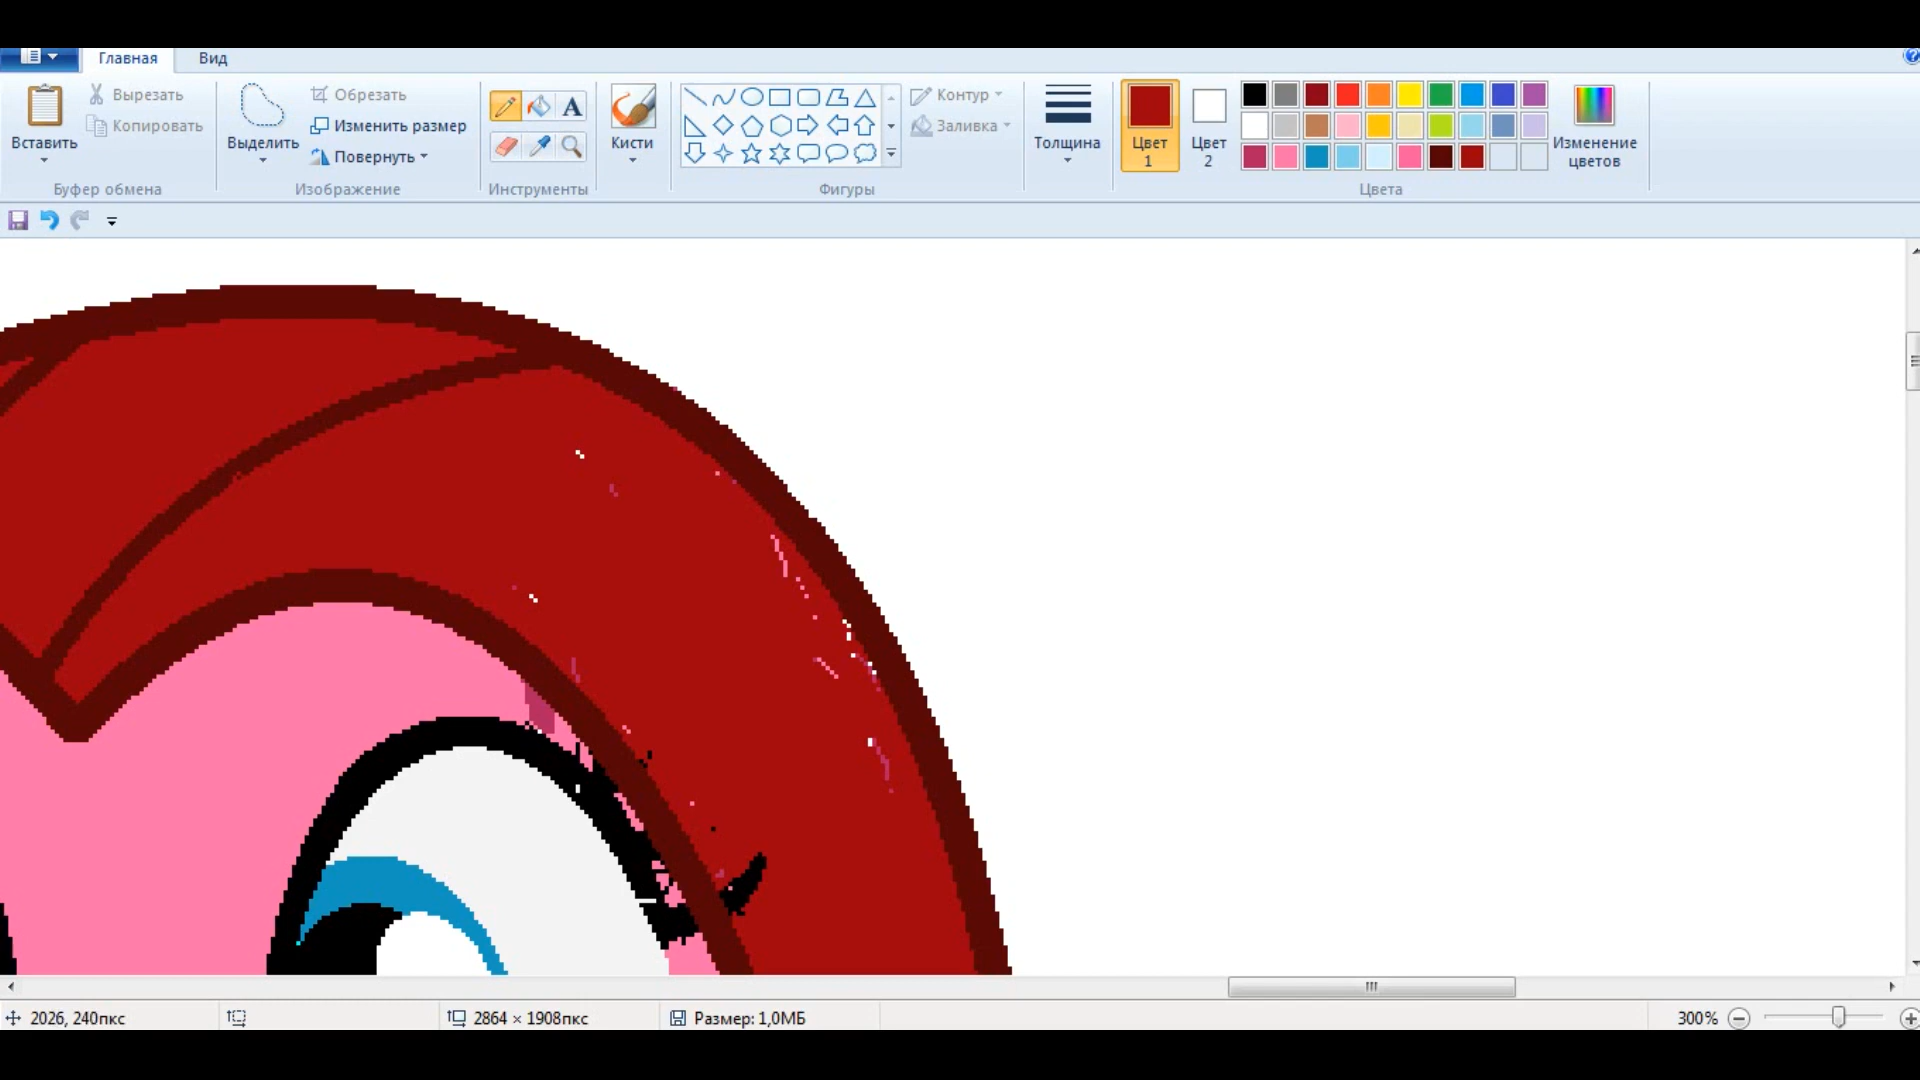 Главная Вид
Вставить
Вырезать
Копировать
Буфер обмена
Выделить
Обрезать
Изменить размер
Повернуть
Изображение
A
Инструменты
Кисти
Фигуры
Контур
Заливка
Толщина
Цвет
1
Цвет
2
Цвета
Изменение
цветов
2026, 240пкс
2864 × 1908пкс
Размер: 1,0МБ
300%